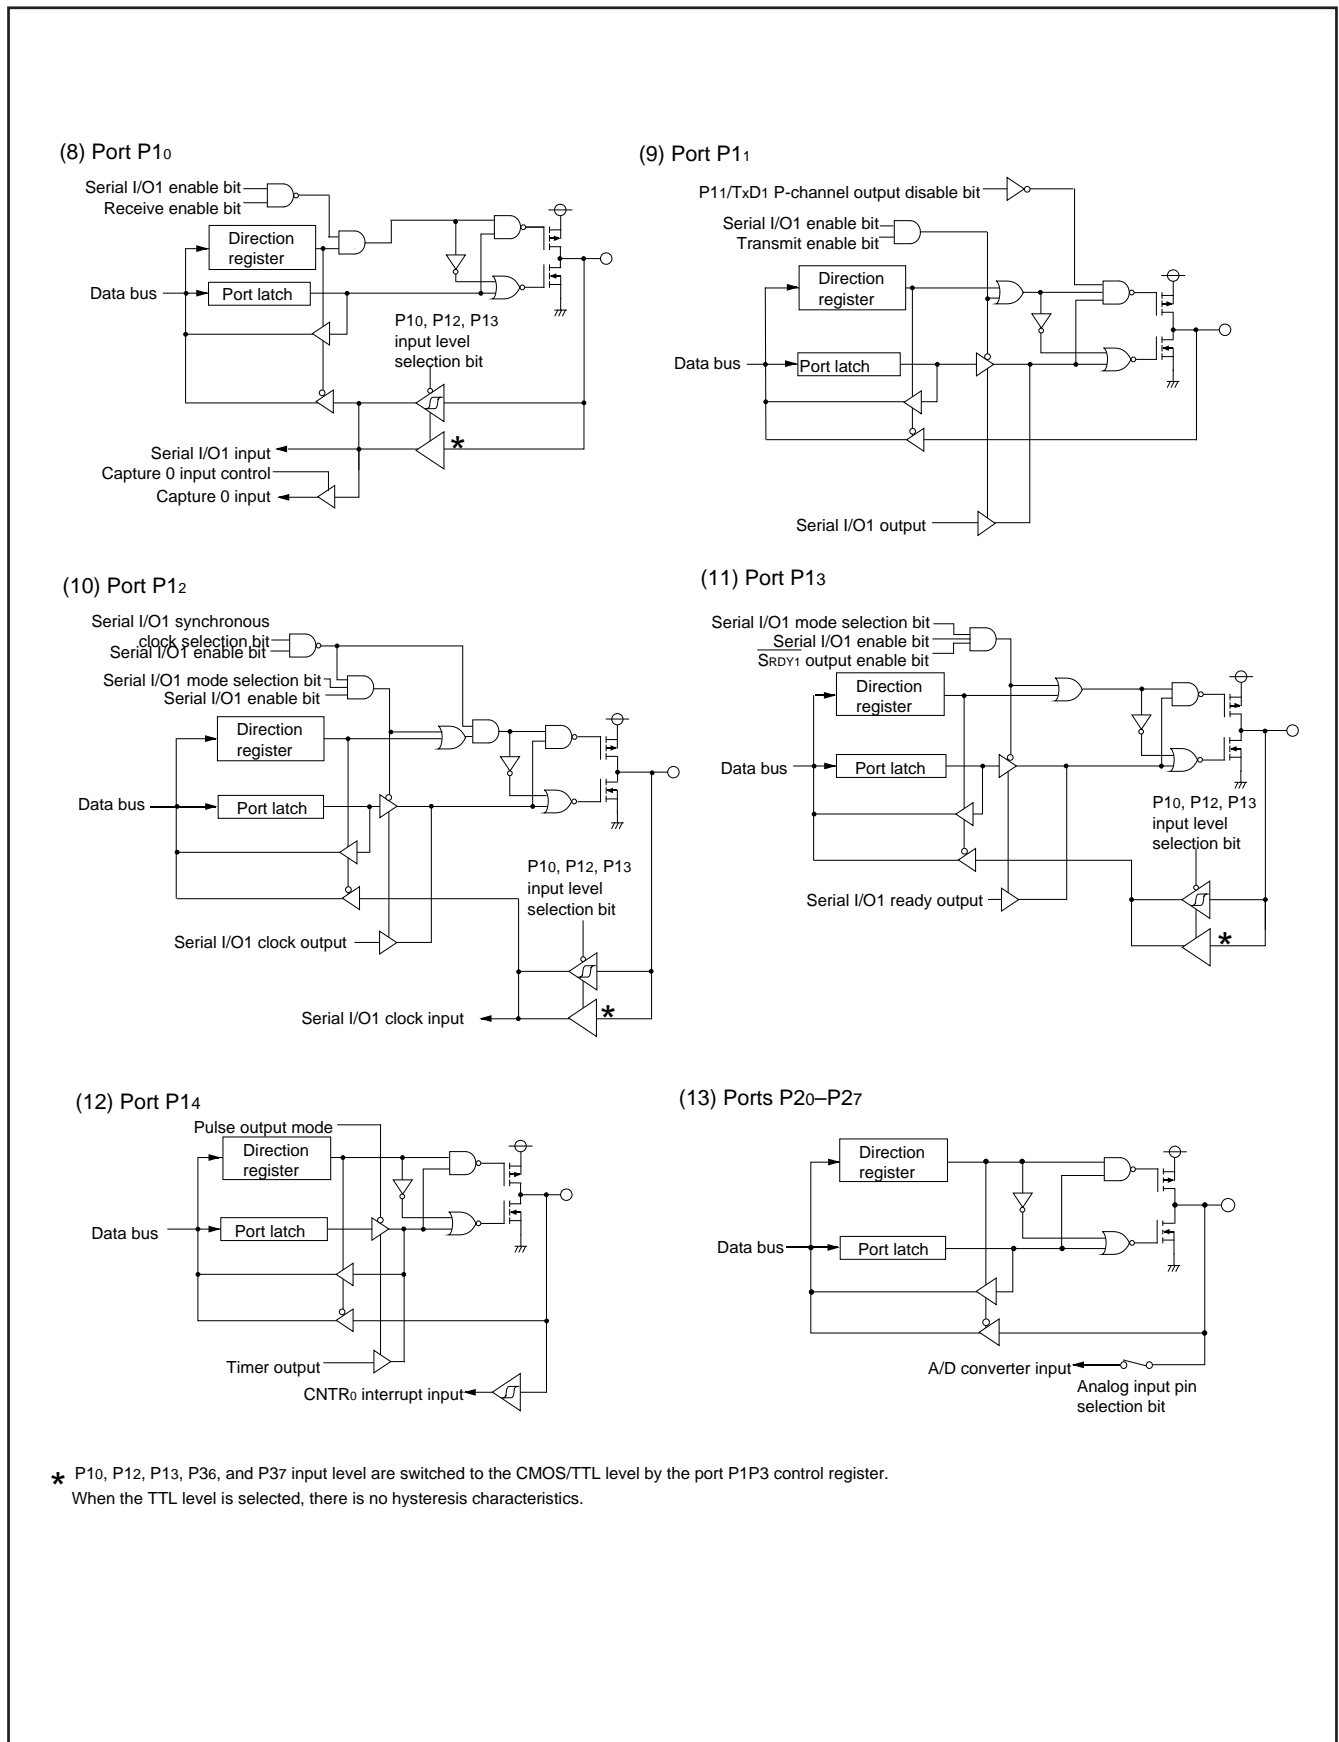 (8) Port P10
Serial I/O1 enable bit
Receive enable bit
Direction
register
Data bus
Port latch
P10, P12, P13
input level
selection bit
*
Serial I/O1 input
Capture 0 input control
Capture 0 input
(9) Port P11
P11/TxD1 P-channel output disable bit
Serial I/O1 enable bit
Transmit enable bit
Direction
register
Data bus
Port latch
Serial I/O1 output
(10) Port P12
Serial I/O1 synchronous
clock selection bit
Serial I/O1 enable bit
Serial I/O1 mode selection bit
Serial I/O1 enable bit
Direction
register
Data bus
Port latch
P10, P12, P13
input level
selection bit
Serial I/O1 clock output
*
Serial I/O1 clock input
(11) Port P13
Serial I/O1 mode selection bit
Serial I/O1 enable bit
SRDY1 output enable bit
Direction
register
Data bus
Port latch
P10, P12, P13
input level
selection bit
Serial I/O1 ready output
*
(12) Port P14
Pulse output mode
Direction
register
Data bus
Port latch
Timer output
CNTR0 interrupt input
(13) Ports P20–P27
Direction
register
Data bus
Port latch
A/D converter input
Analog input pin
selection bit
* P10, P12, P13, P36, and P37 input level are switched to the CMOS/TTL level by the port P1P3 control register.
When the TTL level is selected, there is no hysteresis characteristics.